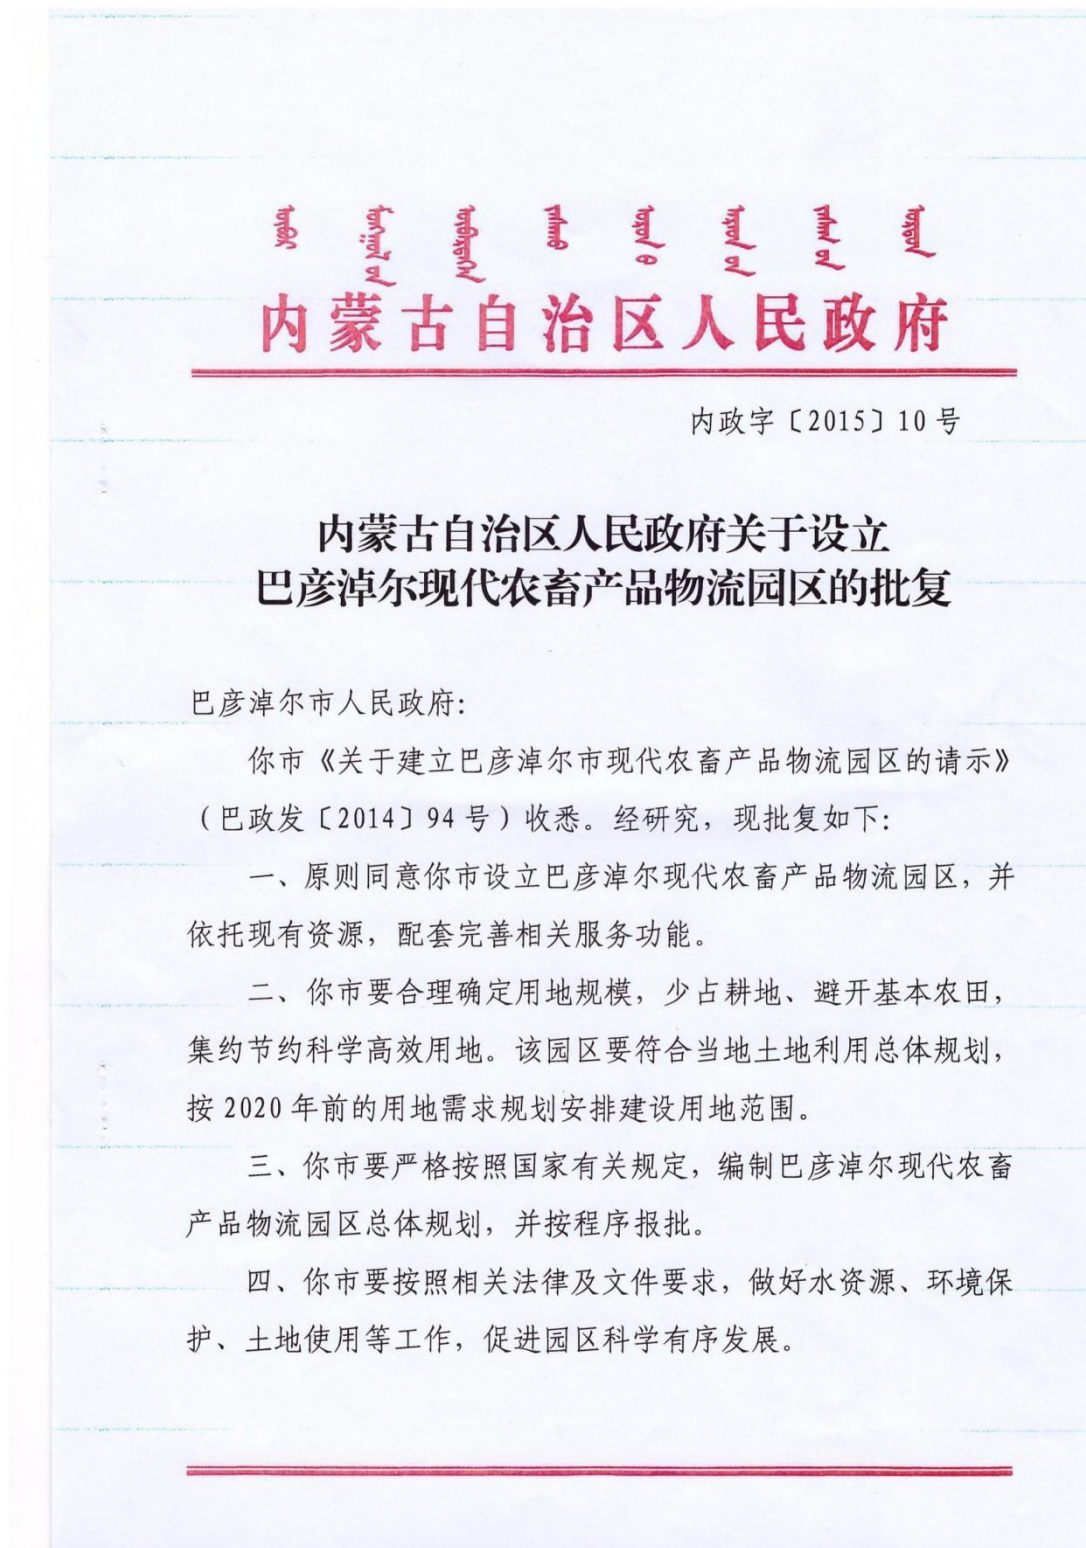 内蒙古自治区人民政府
内政字〔2015〕10号
内蒙古自治区人民政府关于设立
巴彦淖尔现代农畜产品物流园区的批复
巴彦淖尔市人民政府：
你市《关于建立巴彦淖尔市现代农畜产品物流园区的请示》
（巴政发〔2014〕94号）收悉。经研究，现批复如下：
一、原则同意你市设立巴彦淖尔现代农畜产品物流园区，并
依托现有资源，配套完善相关服务功能。
二、你市要合理确定用地规模，少占耕地、避开基本农田，
集约节约科学高效用地。该园区要符合当地土地利用总体规划，
按2020年前的用地需求规划安排建设用地范围。
三、你市要严格按照国家有关规定，编制巴彦淖尔现代农畜
产品物流园区总体规划，并按程序报批。
四、你市要按照相关法律及文件要求，做好水资源、环境保
护、土地使用等工作，促进园区科学有序发展。